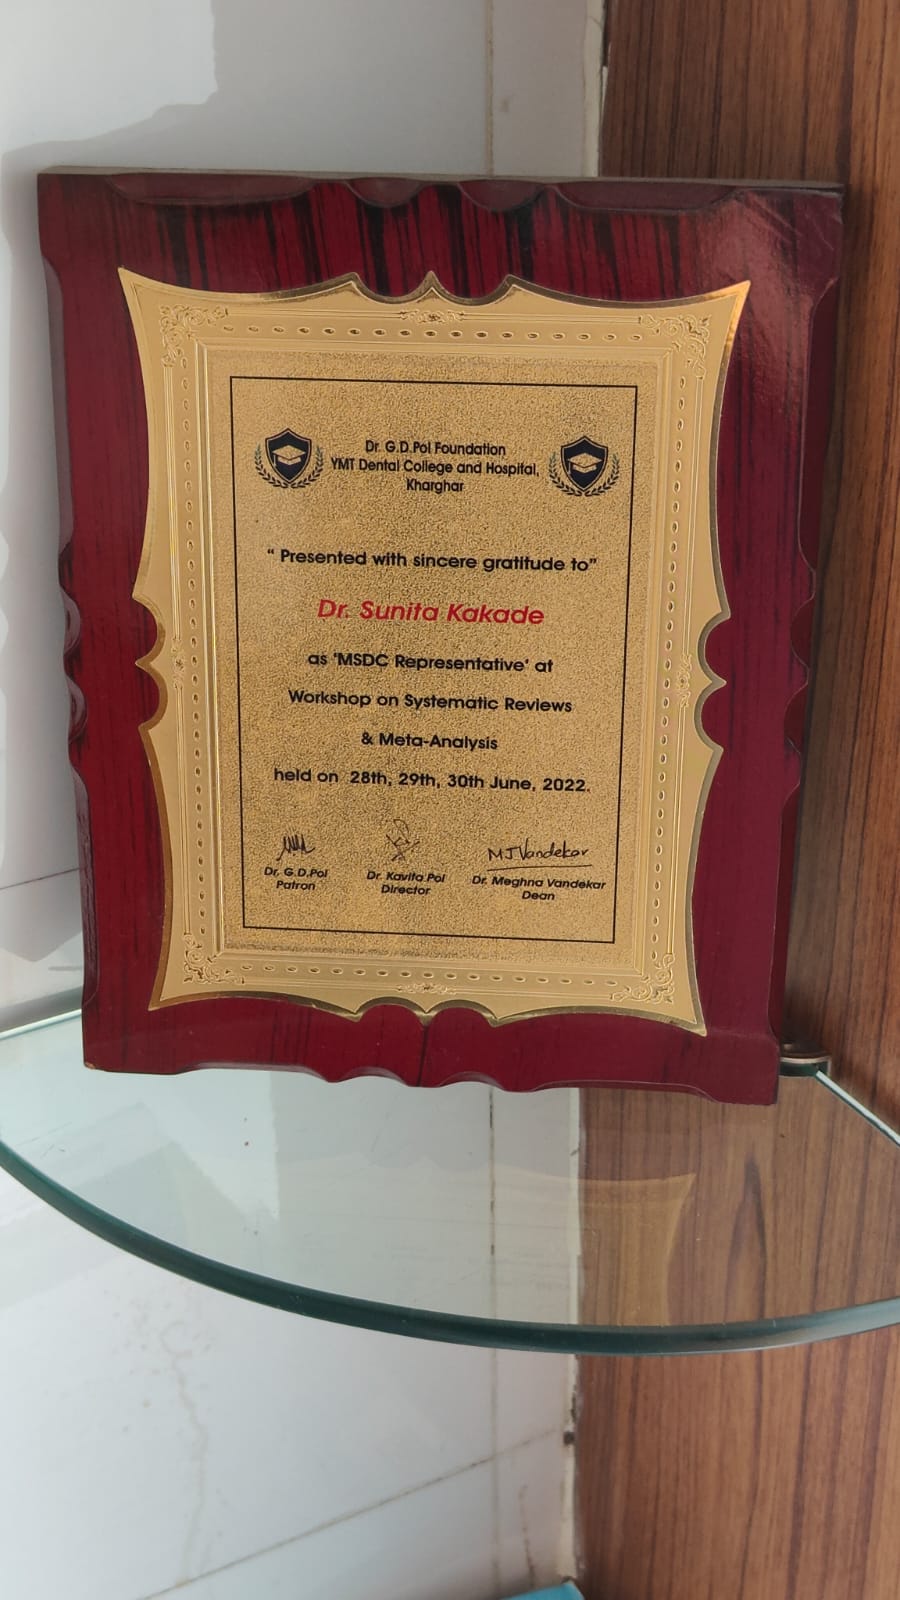 Dr. G.D.Pol Foundation
YMT Dental College and Hospital,
Kharghar
“ Presented with sincere gratitude to”
Dr. Sunita Kakade
as ‘MSDC Representative’ at
Workshop on Systematic Reviews
& Meta-Analysis
held on 28th, 29th, 30th June, 2022.
MJVandekar
Dr. G.D.Pol
Patron
Dr. Kavita Pol
Director
Dr. Meghna Vandekar
Dean